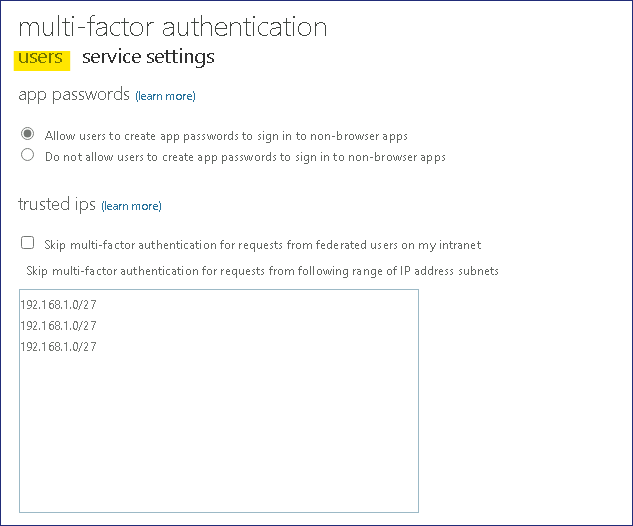 multi-factor authentication
users service settings
app passwords (learn more)
Allow users to create app passwords to sign in to non-browser apps
Do not allow users to create app passwords to sign in to non-browser apps
trusted ips (learn more)
Skip multi-factor authentication for requests from federated users on my intranet
Skip multi-factor authentication for requests from following range of IP address subnets
192.168.1.0/27
192.168.1.0/27
192.168.1.0/27